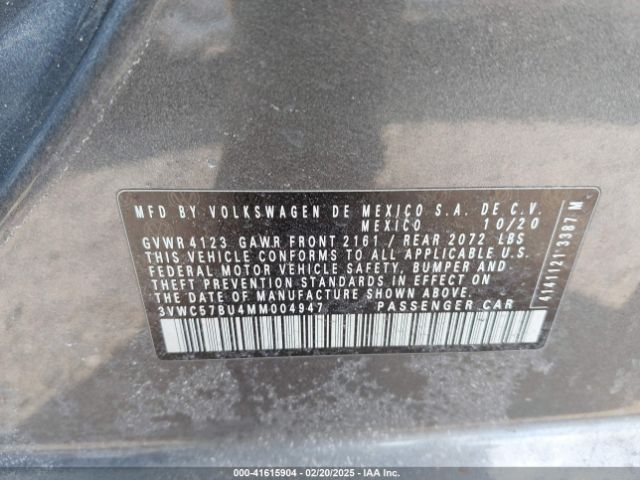 MFD BY VOLKSWAGEN DE MEXICO S.A. DE C.V.
MEXICO 10/20
GVWR 4123 GAWR FRONT 2161 / REAR 2072 LBS
THIS VEHICLE CONFORMS TO ALL APPLICABLE U.S.
FEDERAL MOTOR VEHICLE SAFETY, BUMPER AND
THEFT PREVENTION STANDARDS IN EFFECT ON
THE DATE OF MANUFACTURE SHOWN ABOVE.
3VWC57BU4MM004947 PASSENGER CAR
4141121 3387 M
000-41615904 / 02/20/2025 / IAA Inc.